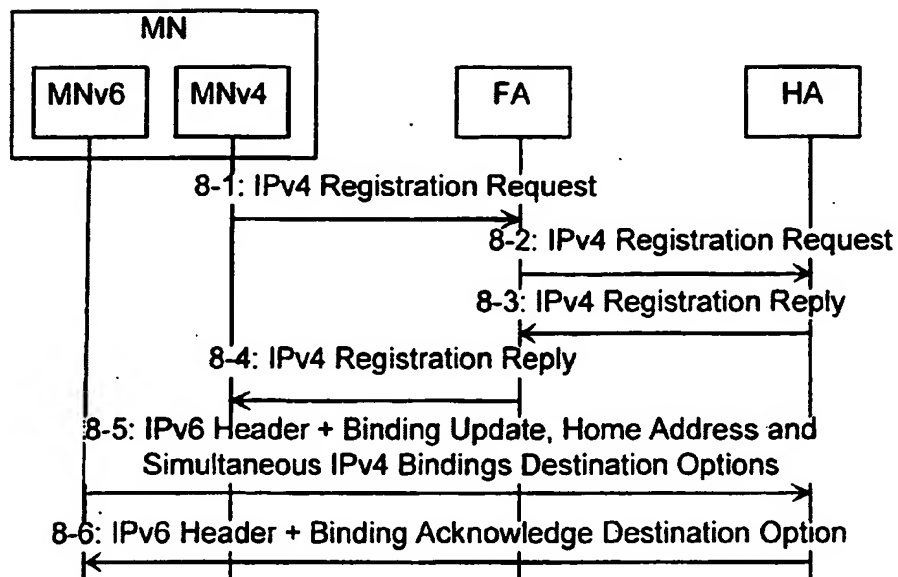 MN
MNv6
MNv4
FA
HA
8-1: IPv4 Registration Request
8-2: IPv4 Registration Request
8-3: IPv4 Registration Reply
8-4: IPv4 Registration Reply
8-5: IPv6 Header + Binding Update, Home Address and
Simultaneous IPv4 Bindings Destination Options
8-6: IPv6 Header + Binding Acknowledge Destination Option